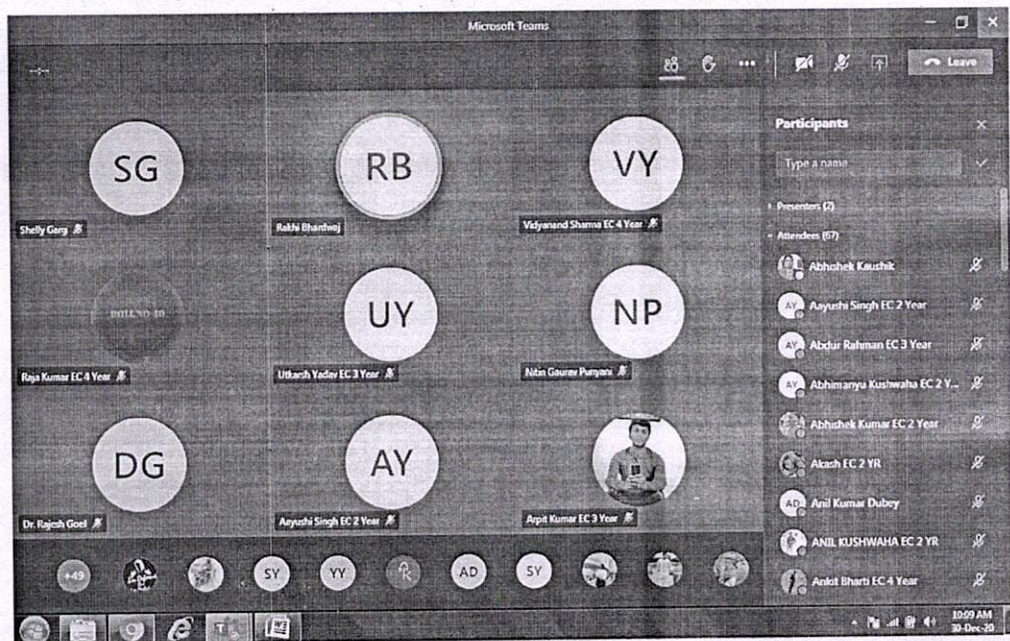 Microsoft Teams
Leave
SG
Shelly Garg
RB
Rakhi Bhardwaj
VY
Vidyanand Sharma EC 4 Year
ROLL NO 40
Raja Kumar EC 4 Year
UY
Utkarsh Yadav EC 3 Year
NP
Nitin Gaurav Punyani
DG
Dr. Rajesh Goel
AY
Aayushi Singh EC 2 Year
Arpit Kumar EC 3 Year
+49
SY
YY
AD
SY
Participants
Type a name
Presenters (2)
Attendees (67)
Abhishek Kaushik
AY Aayushi Singh EC 2 Year
AY Abdur Rahman EC 3 Year
AY Abhimanyu Kushwaha EC 2 Y...
Abhishek Kumar EC 2 Year
Akash EC 2 YR
AD Anil Kumar Dubey
ANIL KUSHWAHA EC 2 YR
Ankit Bharti EC 4 Year
10:09 AM
30-Dec-20